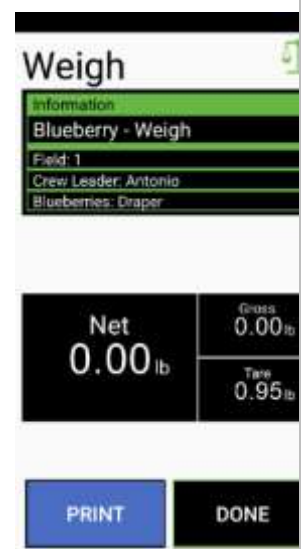 Weigh
Information
Blueberry - Weigh
Field: 1
Crew Leader: Antonio
Blueberries: Draper
Net
0.00 lb
Gross
0.00 lb
Tare
0.95 lb
PRINT
DONE